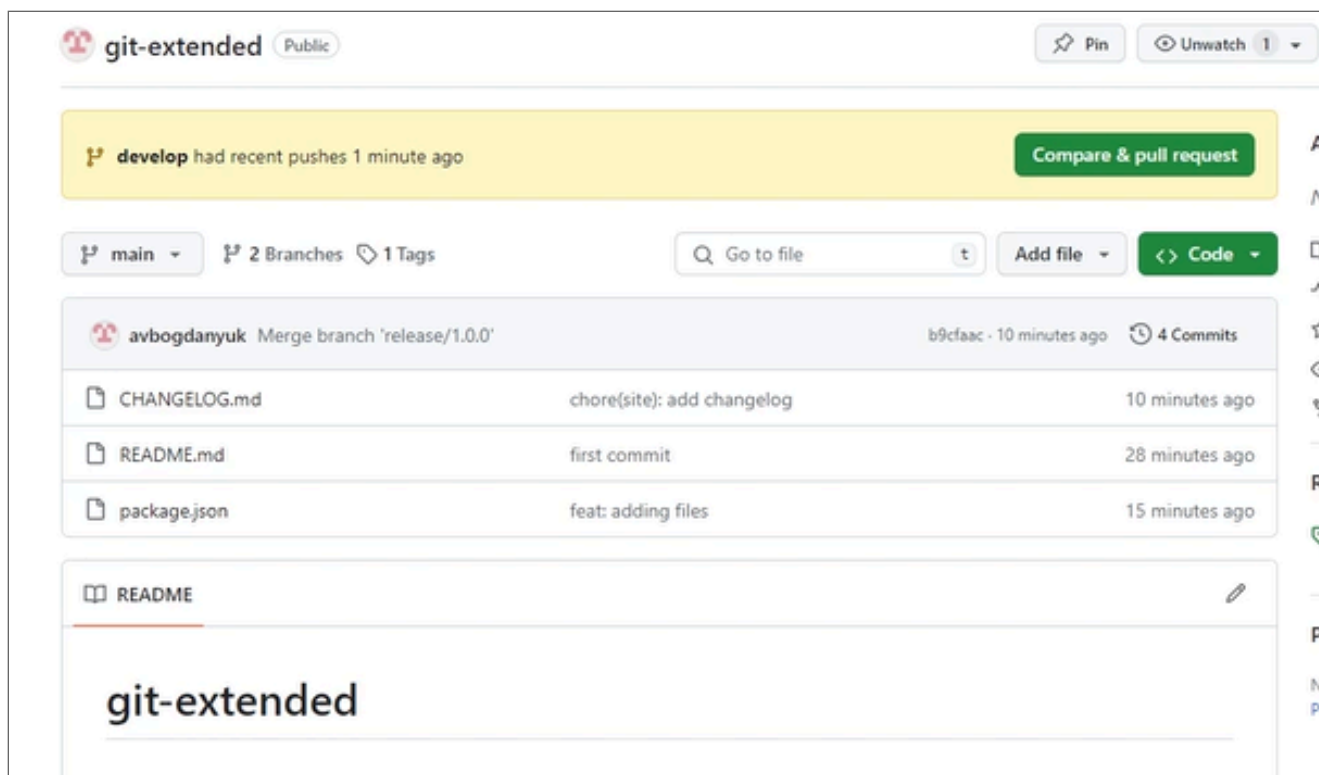 git-extended Public Pin Unwatch 1
develop had recent pushes 1 minute ago Compare & pull request
main 2 Branches 1 Tags Go to file t Add file <> Code
avbogdanyuk Merge branch 'release/1.0.0' b9cfaac · 10 minutes ago 4 Commits
CHANGELOG.md chore(site): add changelog 10 minutes ago
README.md first commit 28 minutes ago
package.json feat: adding files 15 minutes ago
README
git-extended